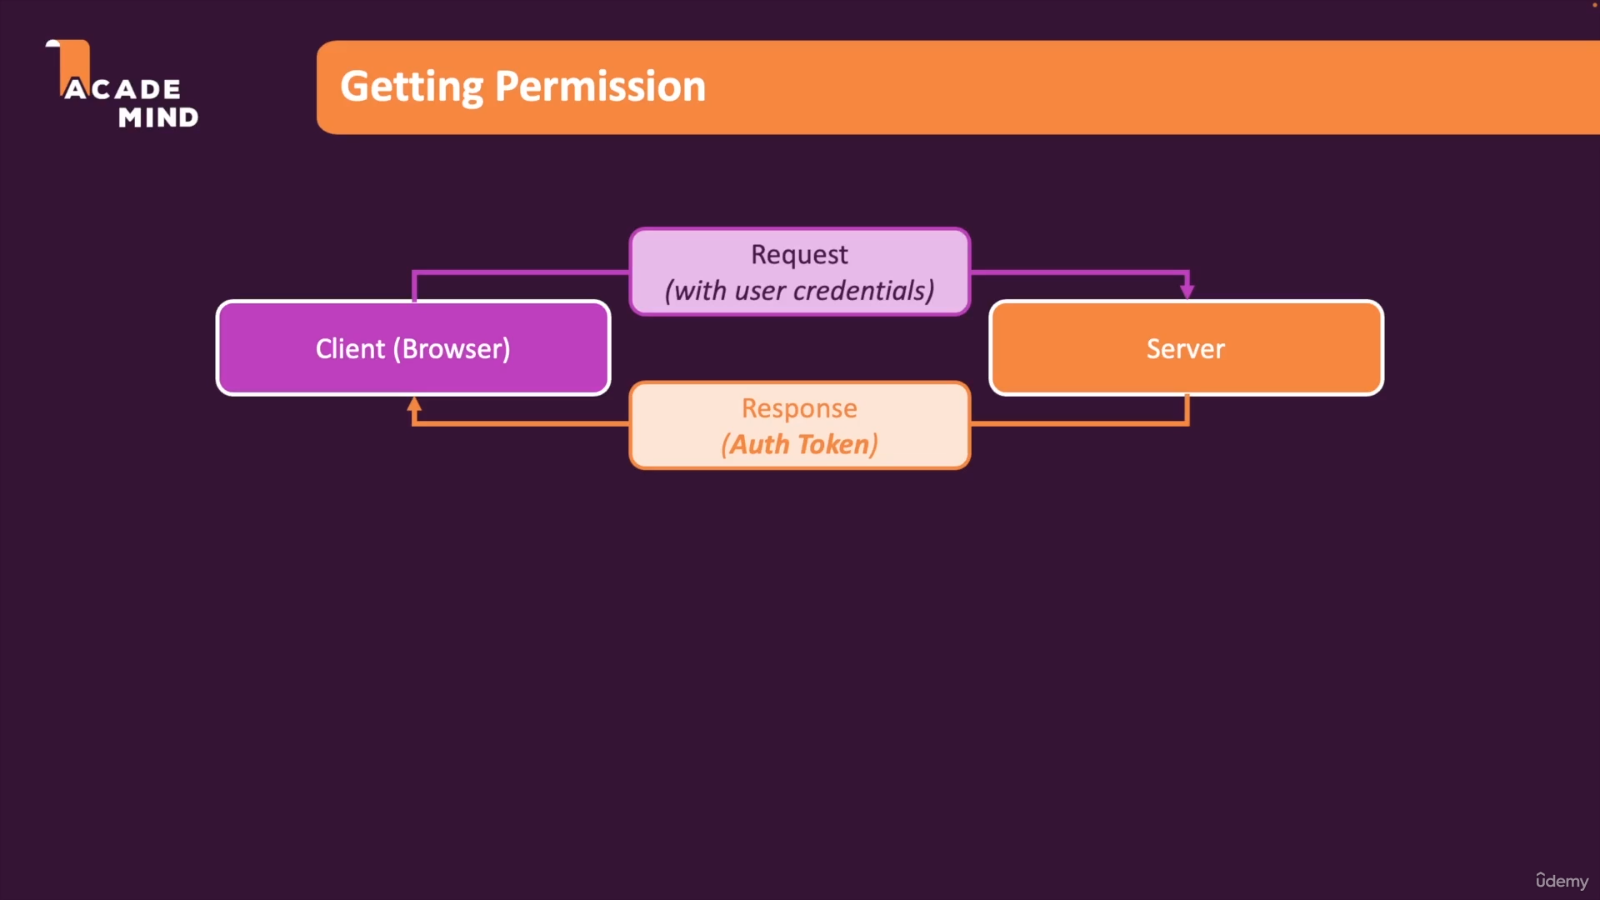 ACADE
MIND
Getting Permission
Request
(with user credentials)
Client (Browser)
Server
Response
(Auth Token)
ûdemy